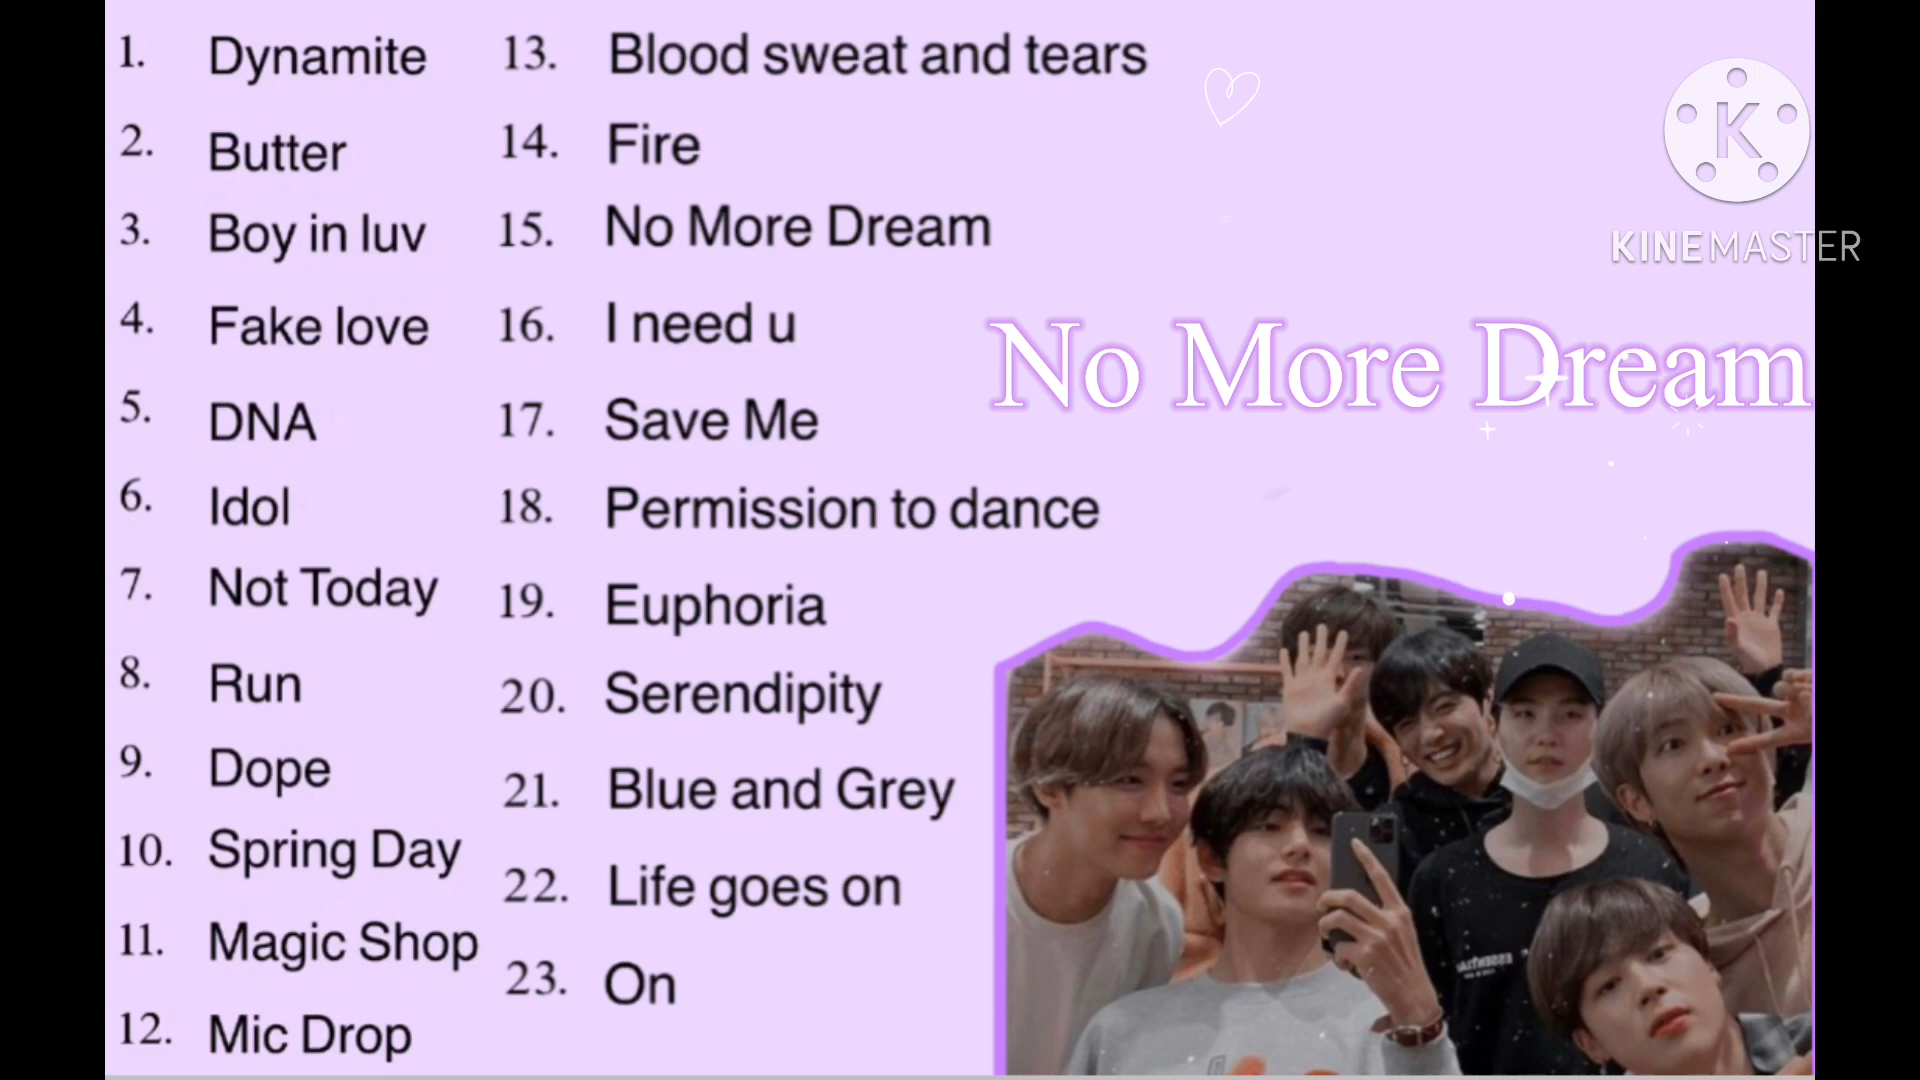 1. Dynamite
2. Butter
3. Boy in luv
4. Fake love
5. DNA
6. Idol
7. Not Today
8. Run
9. Dope
10. Spring Day
11. Magic Shop
12. Mic Drop
13. Blood sweat and tears
14. Fire
15. No More Dream
16. I need u
17. Save Me
18. Permission to dance
19. Euphoria
20. Serendipity
21. Blue and Grey
22. Life goes on
23. On
K
KINEMASTER
No More Dream